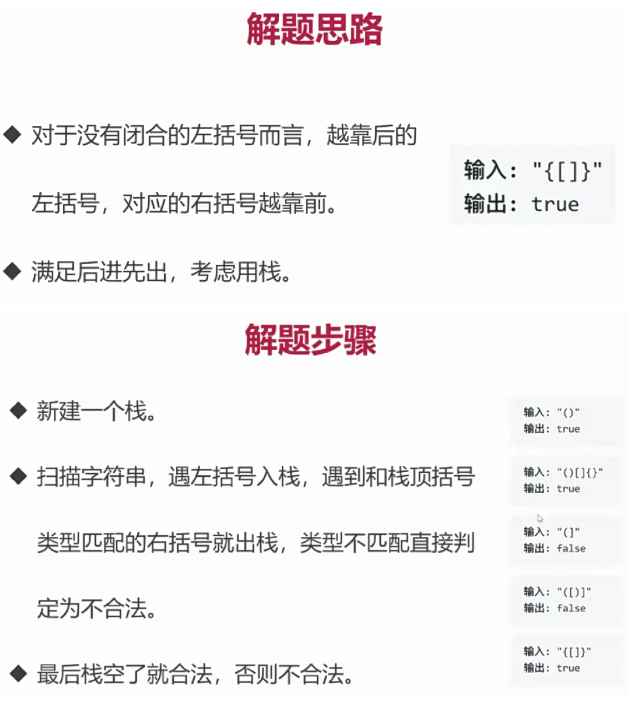 解题思路
◆ 对于没有闭合的左括号而言，越靠后的
左括号，对应的右括号越靠前。
◆ 满足后进先出，考虑用栈。
输入: "{[]}"
输出: true
解题步骤
◆ 新建一个栈。
◆ 扫描字符串，遇左括号入栈，遇到和栈顶括号
类型匹配的右括号就出栈，类型不匹配直接判
定为不合法。
◆ 最后栈空了就合法，否则不合法。
输入: "()"
输出: true
输入: "()[]{}"
输出: true
输入: "(]"
输出: false
输入: "([)]"
输出: false
输入: "{[]}"
输出: true